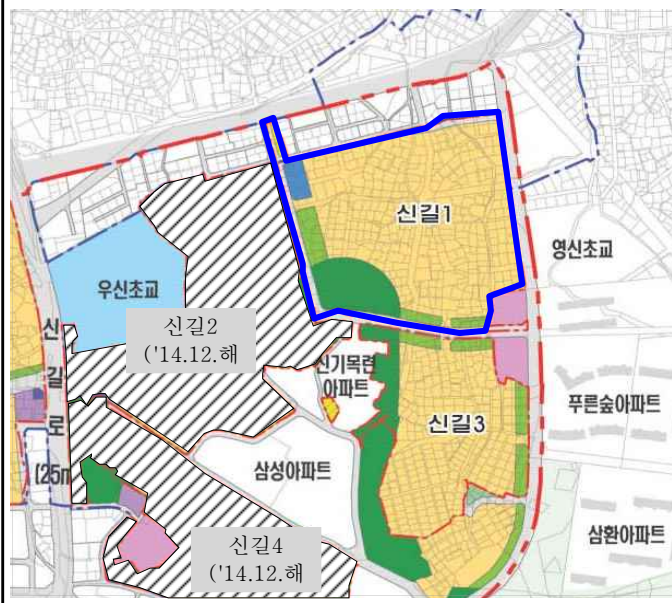 신길1
영신초교
우신초교
신길2
('14.12.해
신기목련
아파트
신
길
로
(25m
푸른숲아파트
신길3
삼성아파트
신길4
('14.12.해
삼환아파트